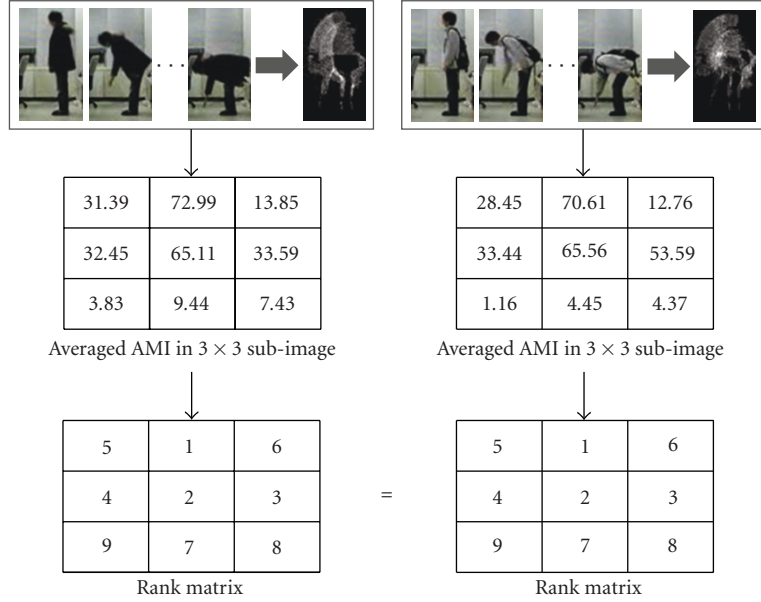 . . .
. . .
31.39 72.99 13.85
32.45 65.11 33.59
3.83 9.44 7.43
Averaged AMI in 3 × 3 sub-image
28.45 70.61 12.76
33.44 65.56 53.59
1.16 4.45 4.37
Averaged AMI in 3 × 3 sub-image
5 1 6
4 2 3
9 7 8
Rank matrix
=
5 1 6
4 2 3
9 7 8
Rank matrix